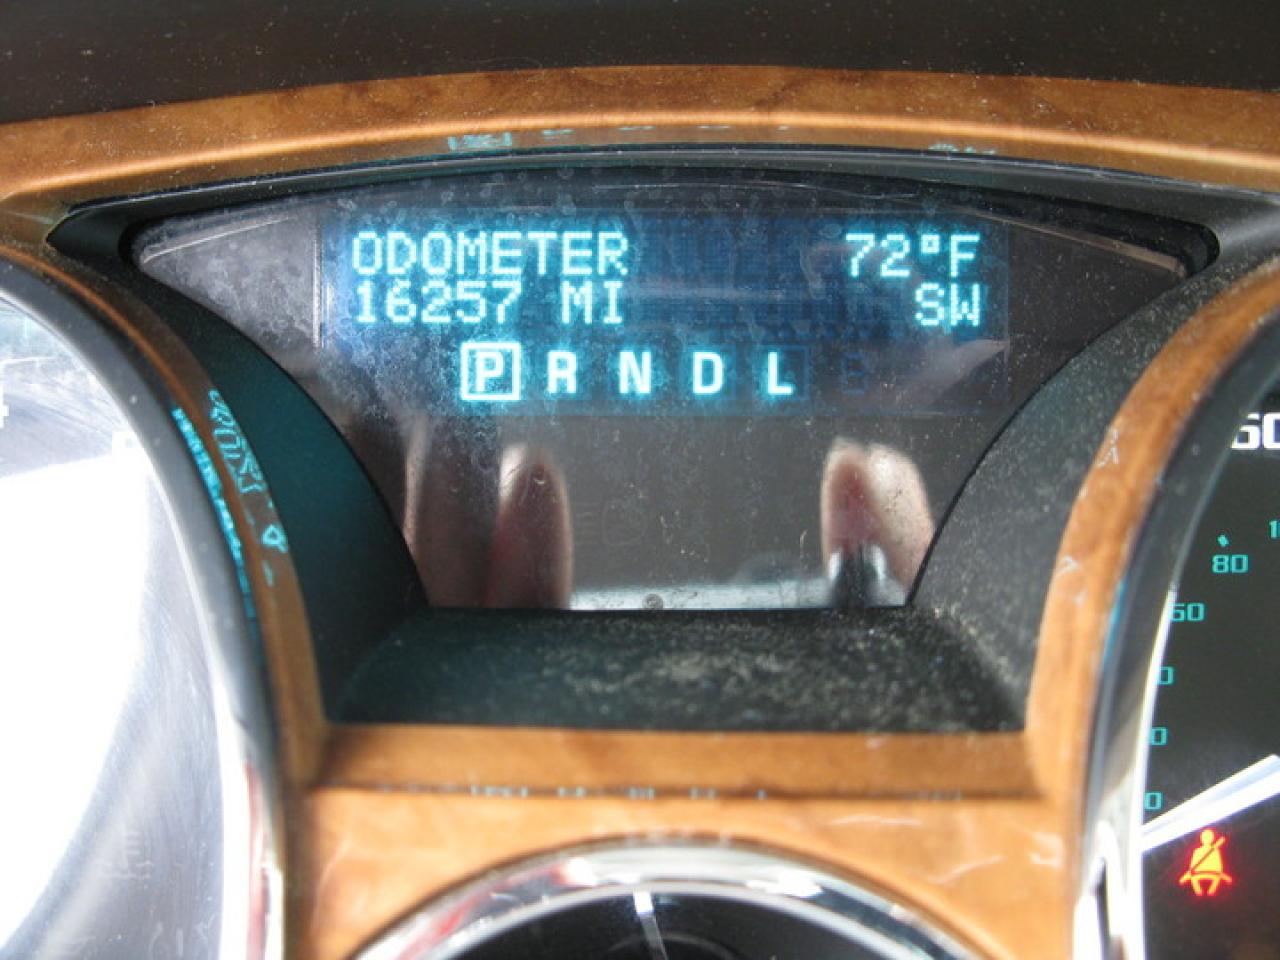 ODOMETER 72°F
16257 MI SW
P R N D L
80